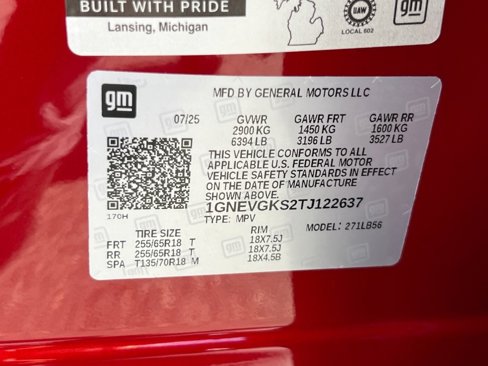 BUILT WITH PRIDE
Lansing, Michigan
UAW
LOCAL 602
gm
gm
MFD BY GENERAL MOTORS LLC
07/25 GVWR GAWR FRT GAWR RR
2900 KG 1450 KG 1600 KG
6394 LB 3196 LB 3527 LB
THIS VEHICLE CONFORMS TO ALL
APPLICABLE U.S. FEDERAL MOTOR
VEHICLE SAFETY STANDARDS IN EFFECT
ON THE DATE OF MANUFACTURE
SHOWN ABOVE.
1GNEVGKS2TJ122637
170H TYPE: MPV MODEL: 271LB56
TIRE SIZE RIM
FRT 255/65R18 T 18X7.5J
RR 255/65R18 T 18X7.5J
SPA T135/70R18 M 18X4.5B